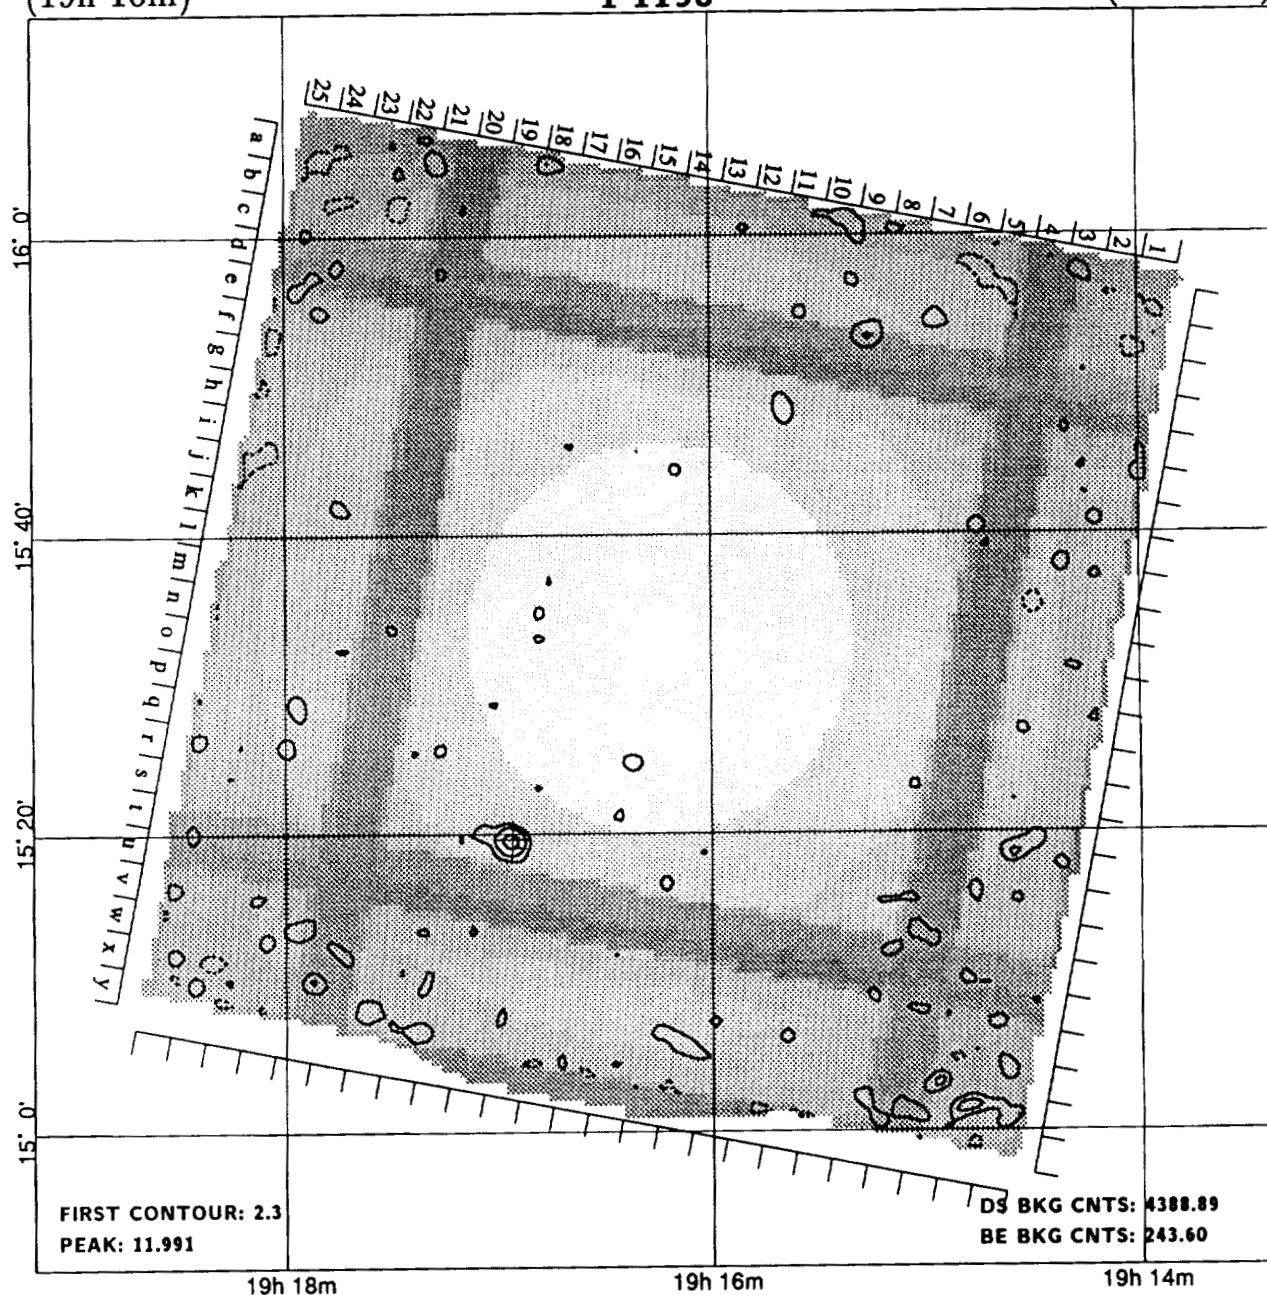 25 24 23 22 21 20 19 18 17 16 15 14 13 12 11 10 9 8 7 6 5 4 3 2 1
a b c d e f g h i j k l m n o p q r s t u v w x y
16° 0'
15° 40'
15° 20'
15° 0'
FIRST CONTOUR: 2.3
PEAK: 11.991
DS BKG CNTS: 4388.89
BE BKG CNTS: 243.60
19h 18m
19h 16m
19h 14m